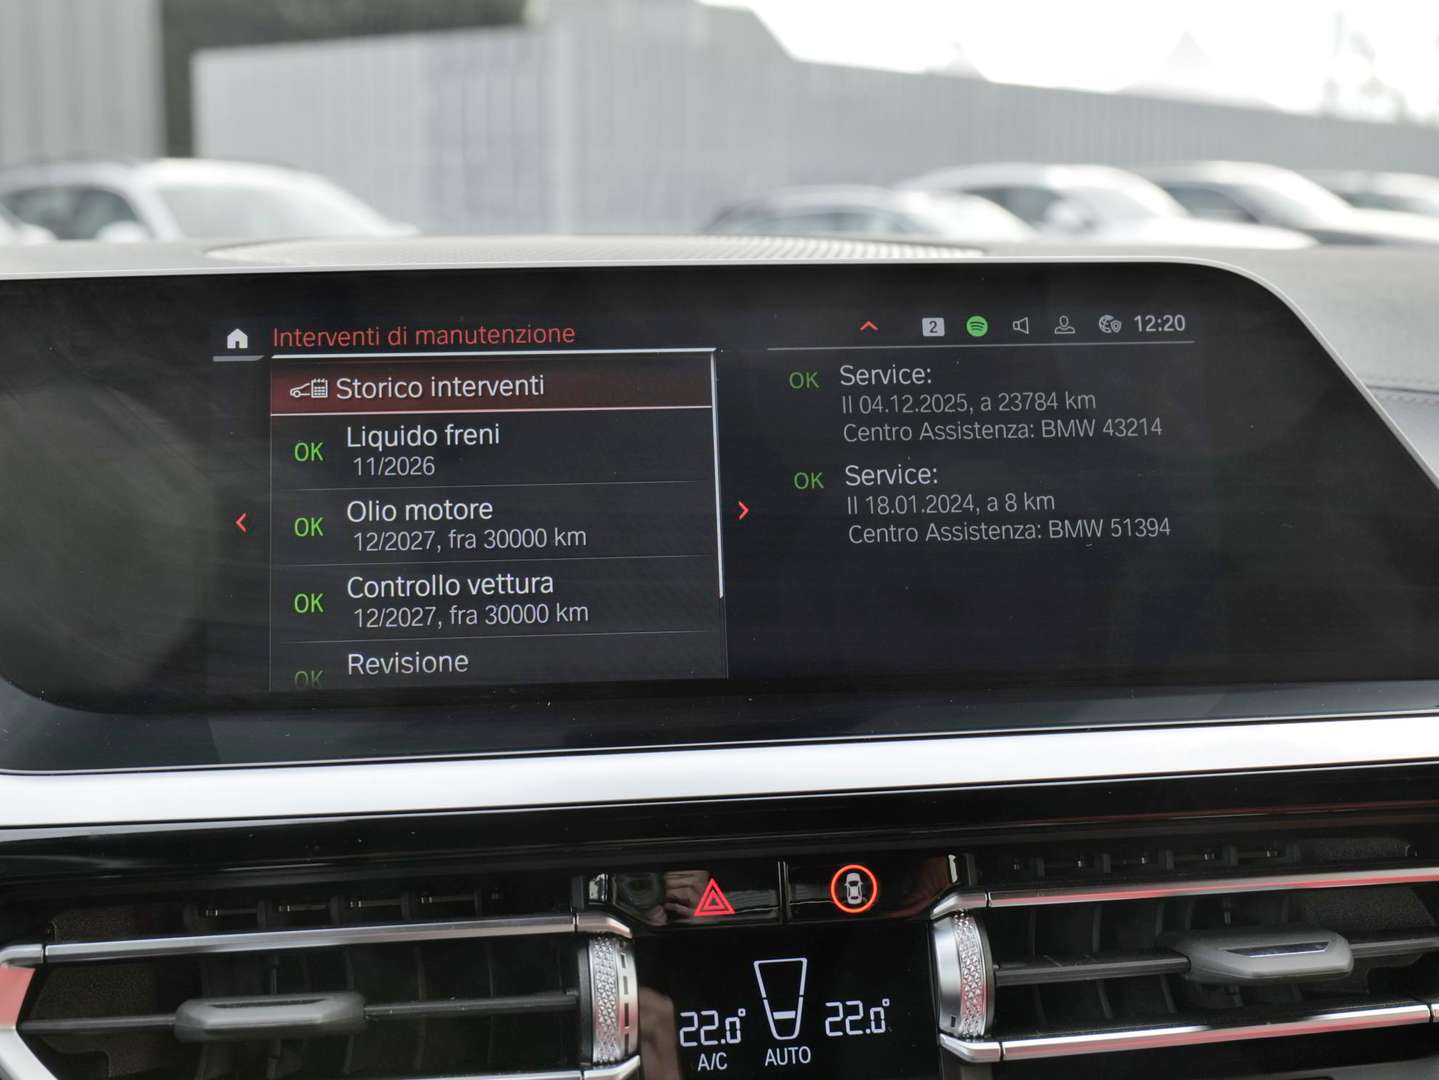 Interventi di manutenzione
2
12:20
Storico interventi
OK
Liquido freni
11/2026
OK
Olio motore
12/2027, fra 30000 km
OK
Controllo vettura
12/2027, fra 30000 km
OK
Revisione
OK
Service:
Il 04.12.2025, a 23784 km
Centro Assistenza: BMW 43214
OK
Service:
Il 18.01.2024, a 8 km
Centro Assistenza: BMW 51394
22.0°
22.0°
A/C
AUTO